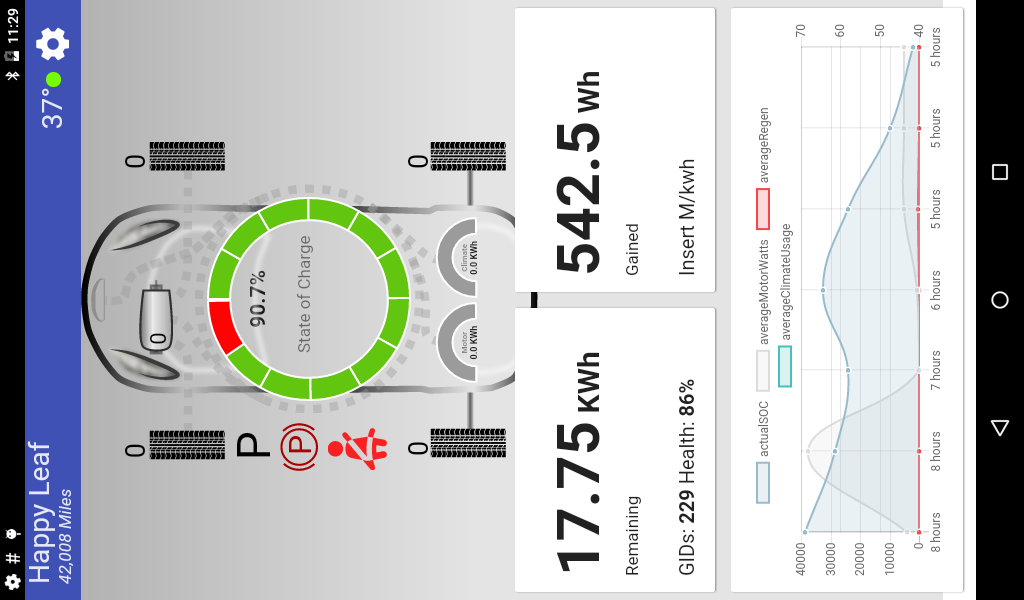 11:29
Happy Leaf
42,008 Miles
37°
0
0
0
90.7%
State of Charge
P
(P)
0
0
Motor
0.0 KWh
Climate
0.0 KWh
17.75 KWh
Remaining
GIDs: 229 Health: 86%
542.5 Wh
Gained
Insert M/kwh
actualSOC
averageMotorWatts
averageRegen
averageClimateUsage
40000
30000
20000
10000
0
70
60
50
40
8 hours
8 hours
7 hours
6 hours
5 hours
5 hours
5 hours